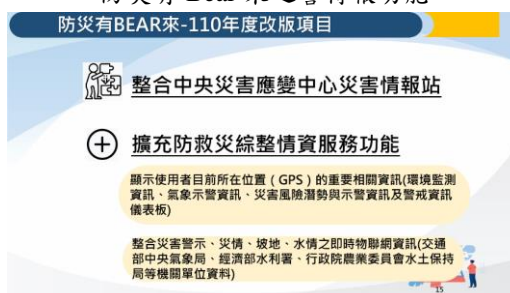 防災有BEAR來-110年度改版項目
整合中央災害應變中心災害情報站
擴充防救災綜整情資服務功能
顯示使用者目前所在位置(GPS)的重要相關資訊(環境監測
資訊、氣象示警資訊、災害風險潛勢與示警資訊及警戒資訊
儀表板)
整合災害警示、災情、坡地、水情之即時物聯網資訊(交通
部中央氣象局、經濟部水利署、行政院農業委員會水土保持
局等機關單位資料)
15